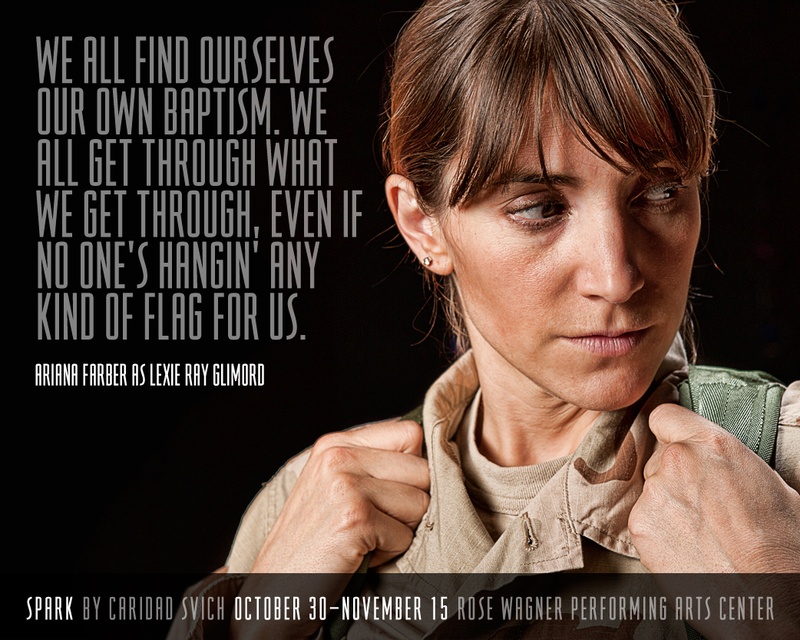 WE ALL FIND OURSELVES
OUR OWN BAPTISM. WE
ALL GET THROUGH WHAT
WE GET THROUGH, EVEN IF
NO ONE'S HANGIN' ANY
KIND OF FLAG FOR US.
ARIANA FARBER AS LEXIE RAY GLIMORD
SPARK BY CARIDAD SVICH OCTOBER 30–NOVEMBER 15 ROSE WAGNER PERFORMING ARTS CENTER